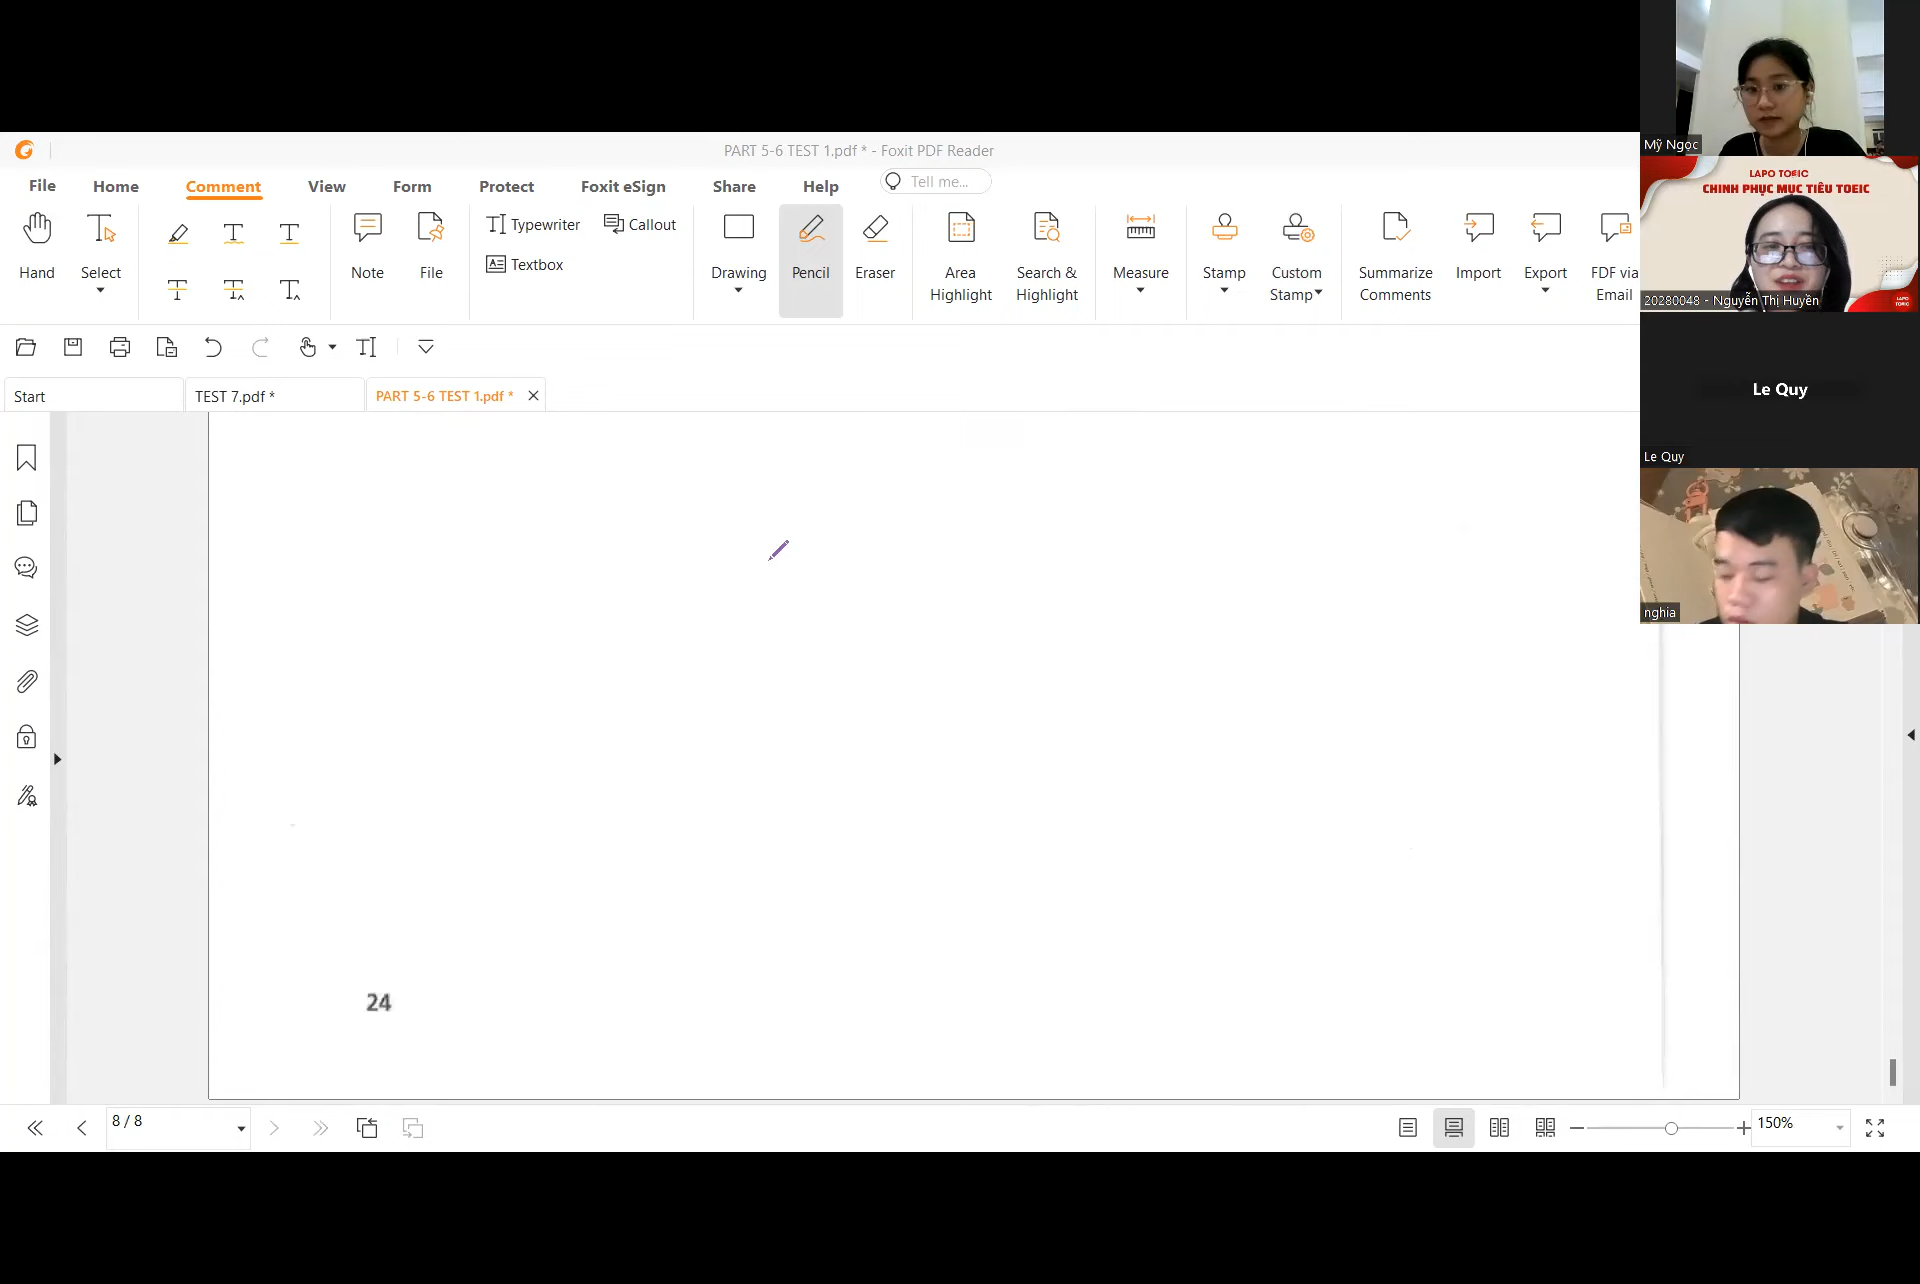 PART 5-6 TEST 1.pdf * - Foxit PDF Reader
File Home Comment View Form Protect Foxit eSign Share Help Tell me...
Typewriter Callout
Textbox
Hand Select Note File Drawing Pencil Eraser Area Highlight Search & Highlight Measure Stamp Custom Stamp Summarize Comments Import Export FDF via Email
Start TEST 7.pdf * PART 5-6 TEST 1.pdf *
24
8 / 8
150%
Mỹ Ngọc
LAPO TOEIC
CHINH PHỤC MỤC TIÊU TOEIC
20280048 - Nguyễn Thị Huyền
Le Quy
Le Quy
nghia